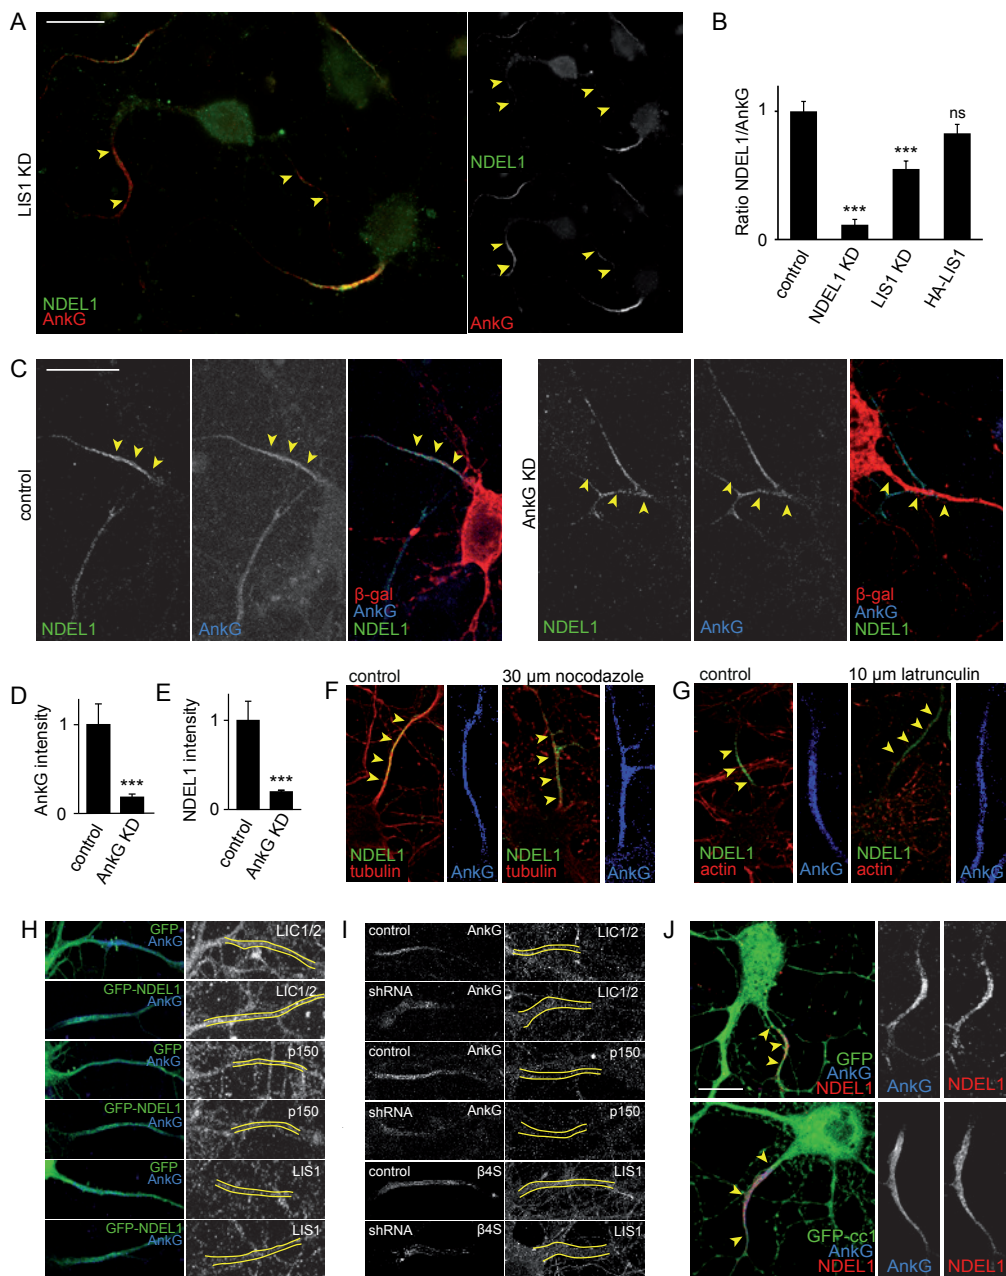 A
LIS1 KD
NDEL1
AnkG
NDEL1
AnkG
B
Ratio NDEL1/AnkG
1
0
***
***
ns
control
NDEL1 KD
LIS1 KD
HA-LIS1
C
control
NDEL1
AnkG
β-gal
AnkG
NDEL1
AnkG KD
NDEL1
AnkG
β-gal
AnkG
NDEL1
D
AnkG intensity
1
0
***
control
AnkG KD
E
NDEL1 intensity
1
0
***
control
AnkG KD
F
control
30 µm nocodazole
NDEL1
tubulin
AnkG
NDEL1
tubulin
AnkG
G
control
10 µm latrunculin
NDEL1
actin
AnkG
NDEL1
actin
AnkG
H
GFP
AnkG
LIC1/2
GFP-NDEL1
AnkG
LIC1/2
GFP
AnkG
p150
GFP-NDEL1
AnkG
p150
GFP
AnkG
LIS1
GFP-NDEL1
AnkG
LIS1
I
control
AnkG
LIC1/2
shRNA
AnkG
LIC1/2
control
AnkG
p150
shRNA
AnkG
p150
control
β4S
LIS1
shRNA
β4S
LIS1
J
GFP
AnkG
NDEL1
AnkG
NDEL1
GFP-cc1
AnkG
NDEL1
AnkG
NDEL1